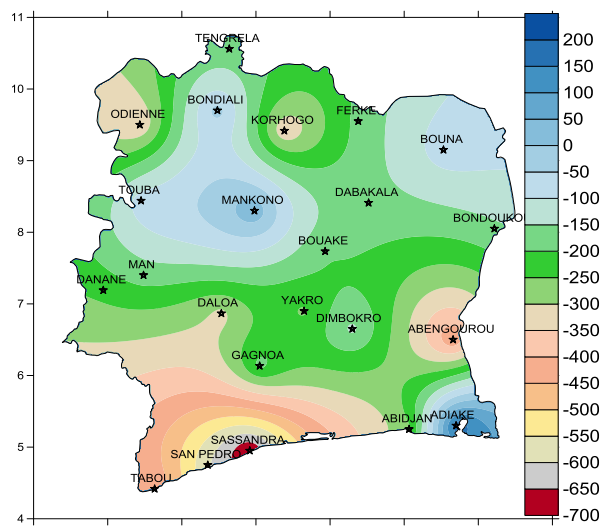 11
TENGRELA
200
150
10
100
BONDIALI
ODIENNE
KORHOGO
FERKE
50
BOUNA
0
9
-50
TOUBA
MANKONO
DABAKALA
-100
BONDOUKO
-150
8
BOUAKE
-200
MAN
DANANE
-250
7
DALOA
YAKRO
-300
DIMBOKRO
ABENGOUROU
-350
GAGNOA
-400
6
-450
-500
ABIDJAN
ADIAKE
-550
5
SASSANDRA
SAN PEDRO
-600
TABOU
-650
4
-700